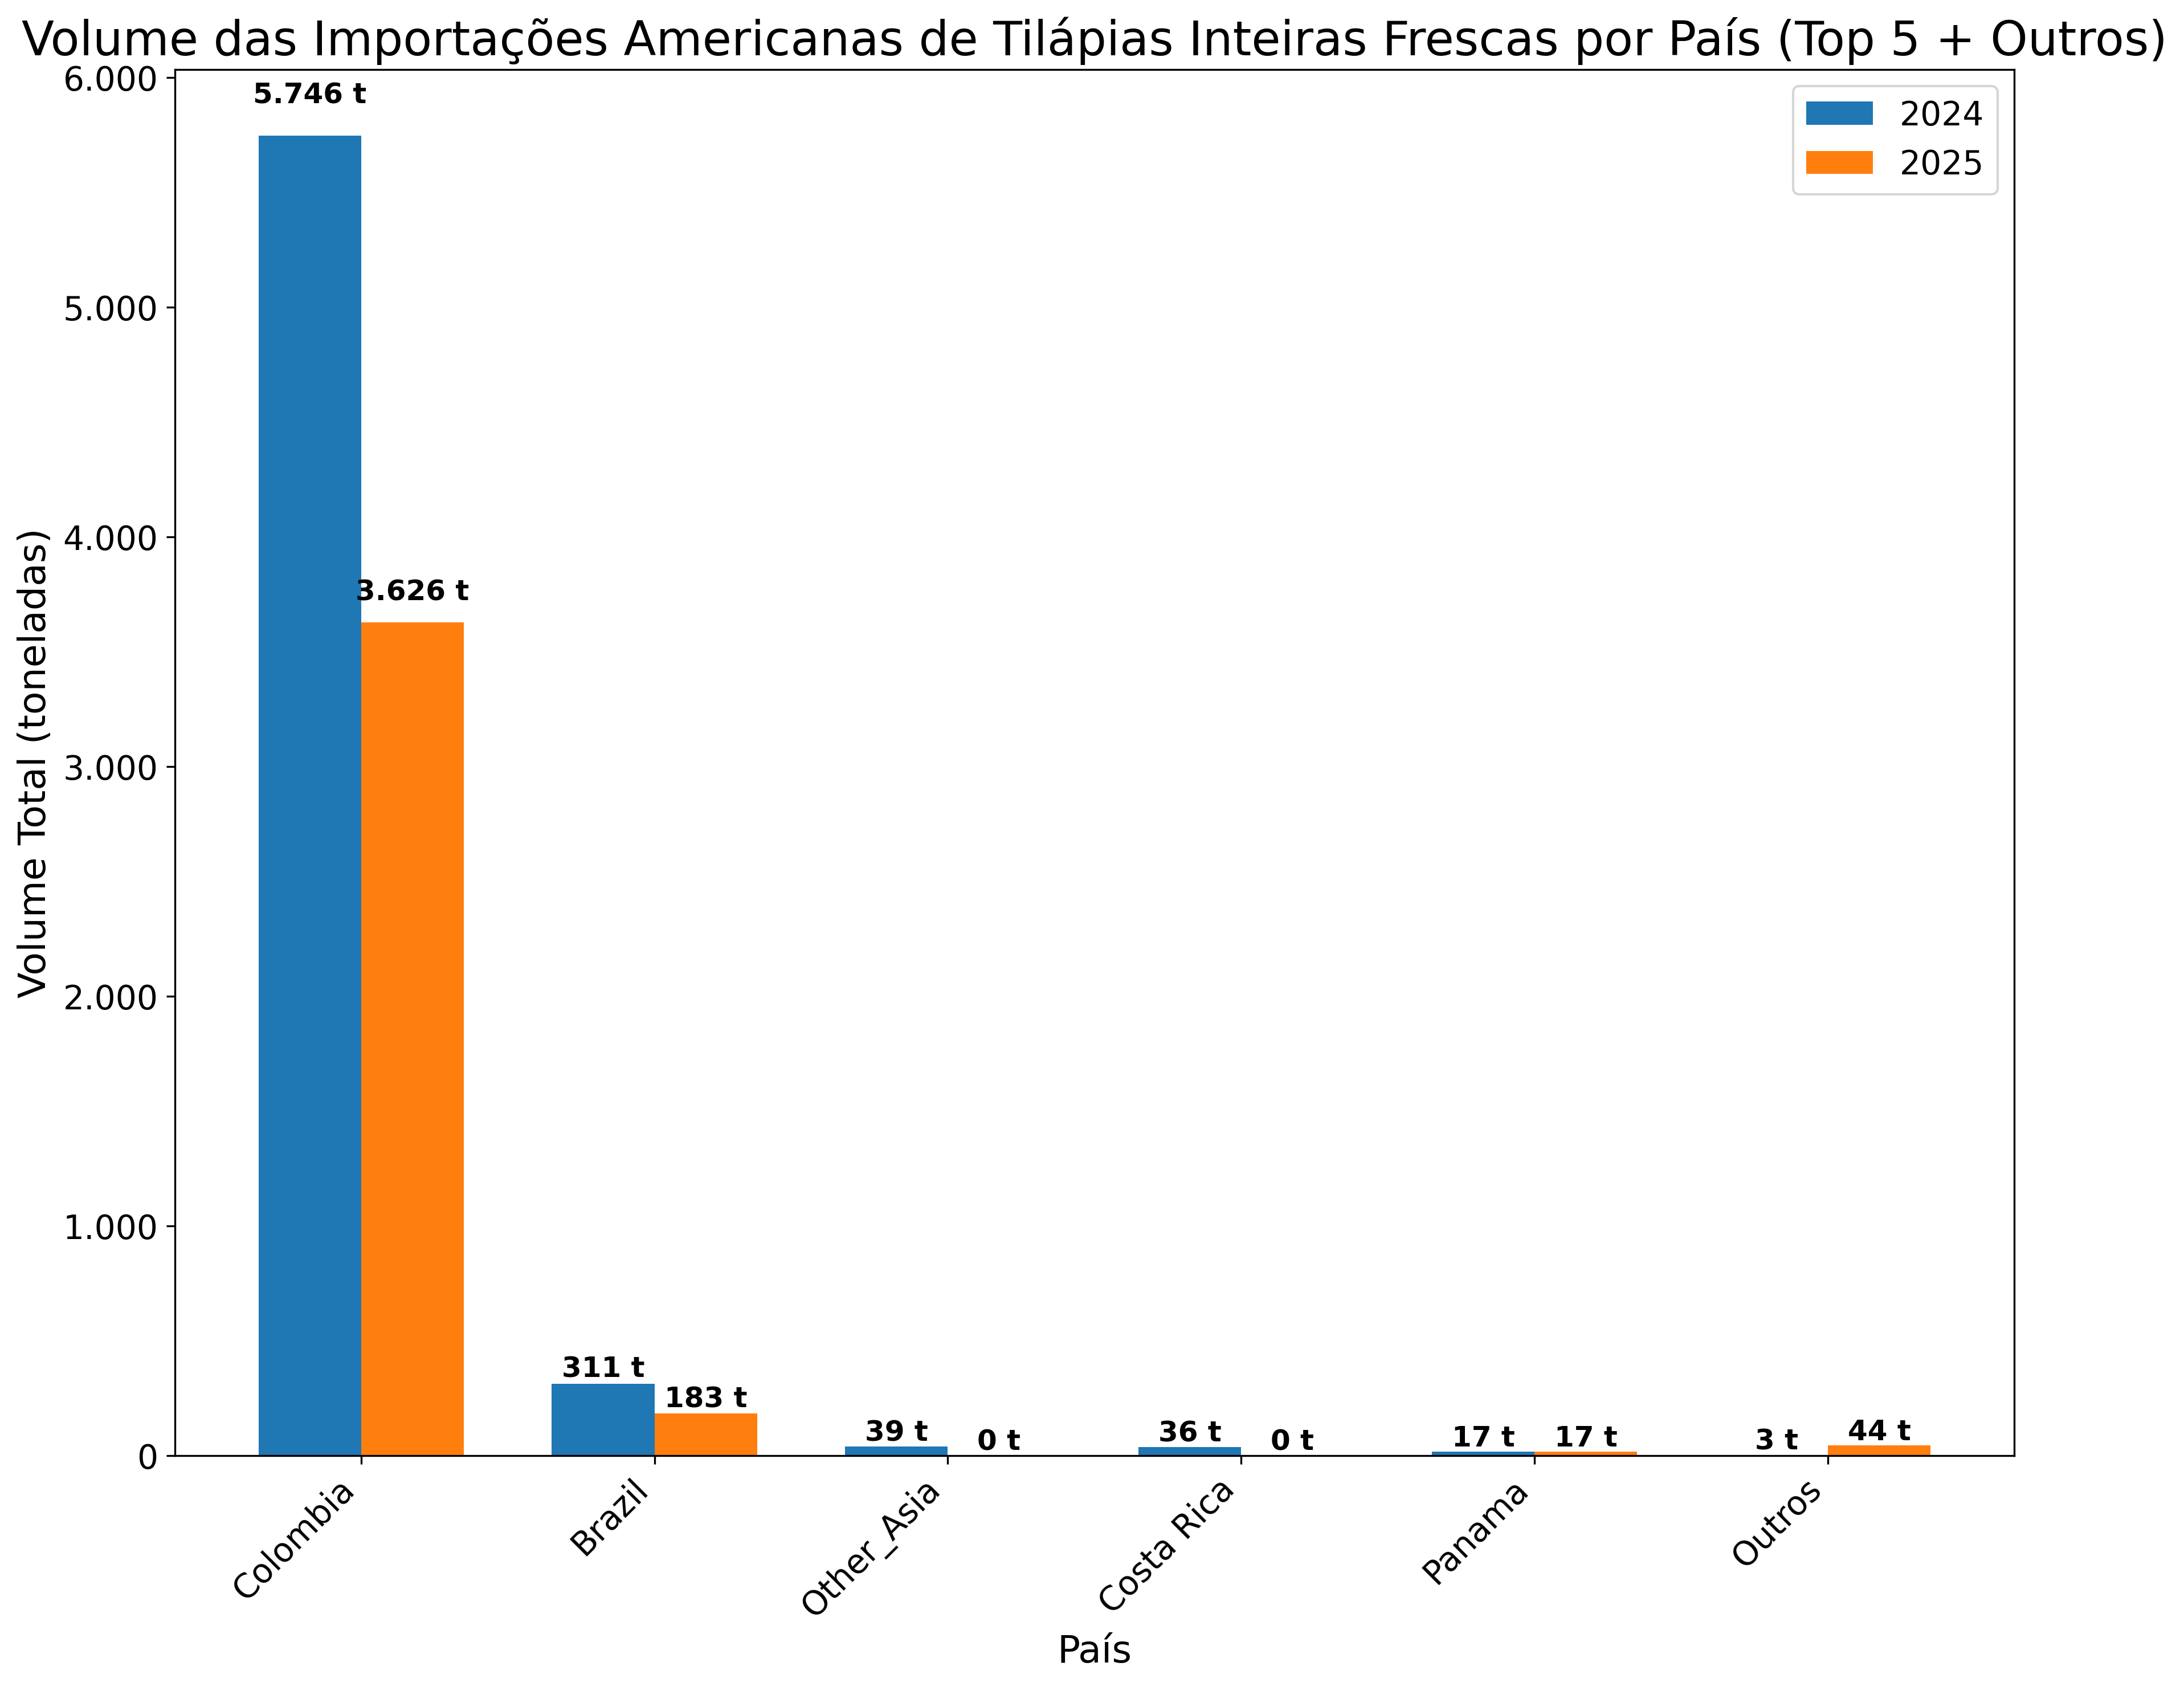 Volume das Importações Americanas de Tilápias Inteiras Frescas por País (Top 5 + Outros)
2024
2025
Volume Total (toneladas)
6.000
5.000
4.000
3.000
2.000
1.000
0
5.746 t
3.626 t
311 t
183 t
39 t
0 t
36 t
0 t
17 t
17 t
3 t
44 t
Colombia
Brazil
Other_Asia
Costa Rica
Panama
Outros
País